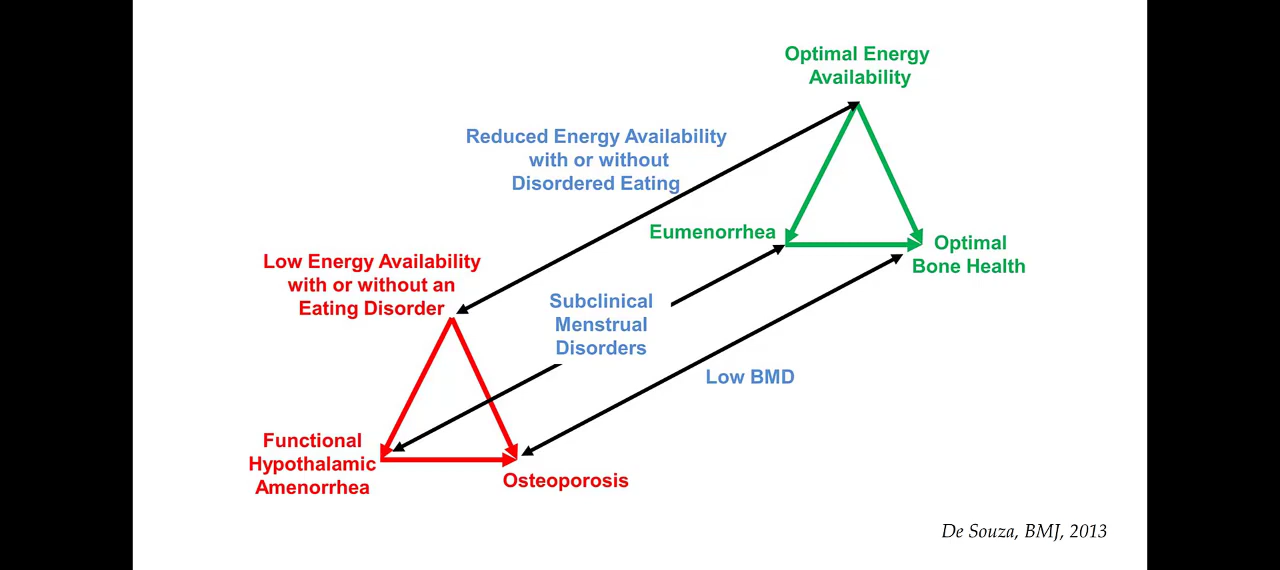 Optimal Energy
Availability
Reduced Energy Availability
with or without
Disordered Eating
Eumenorrhea
Optimal
Bone Health
Low Energy Availability
with or without an
Eating Disorder
Subclinical
Menstrual
Disorders
Low BMD
Functional
Hypothalamic
Amenorrhea
Osteoporosis
De Souza, BMJ, 2013